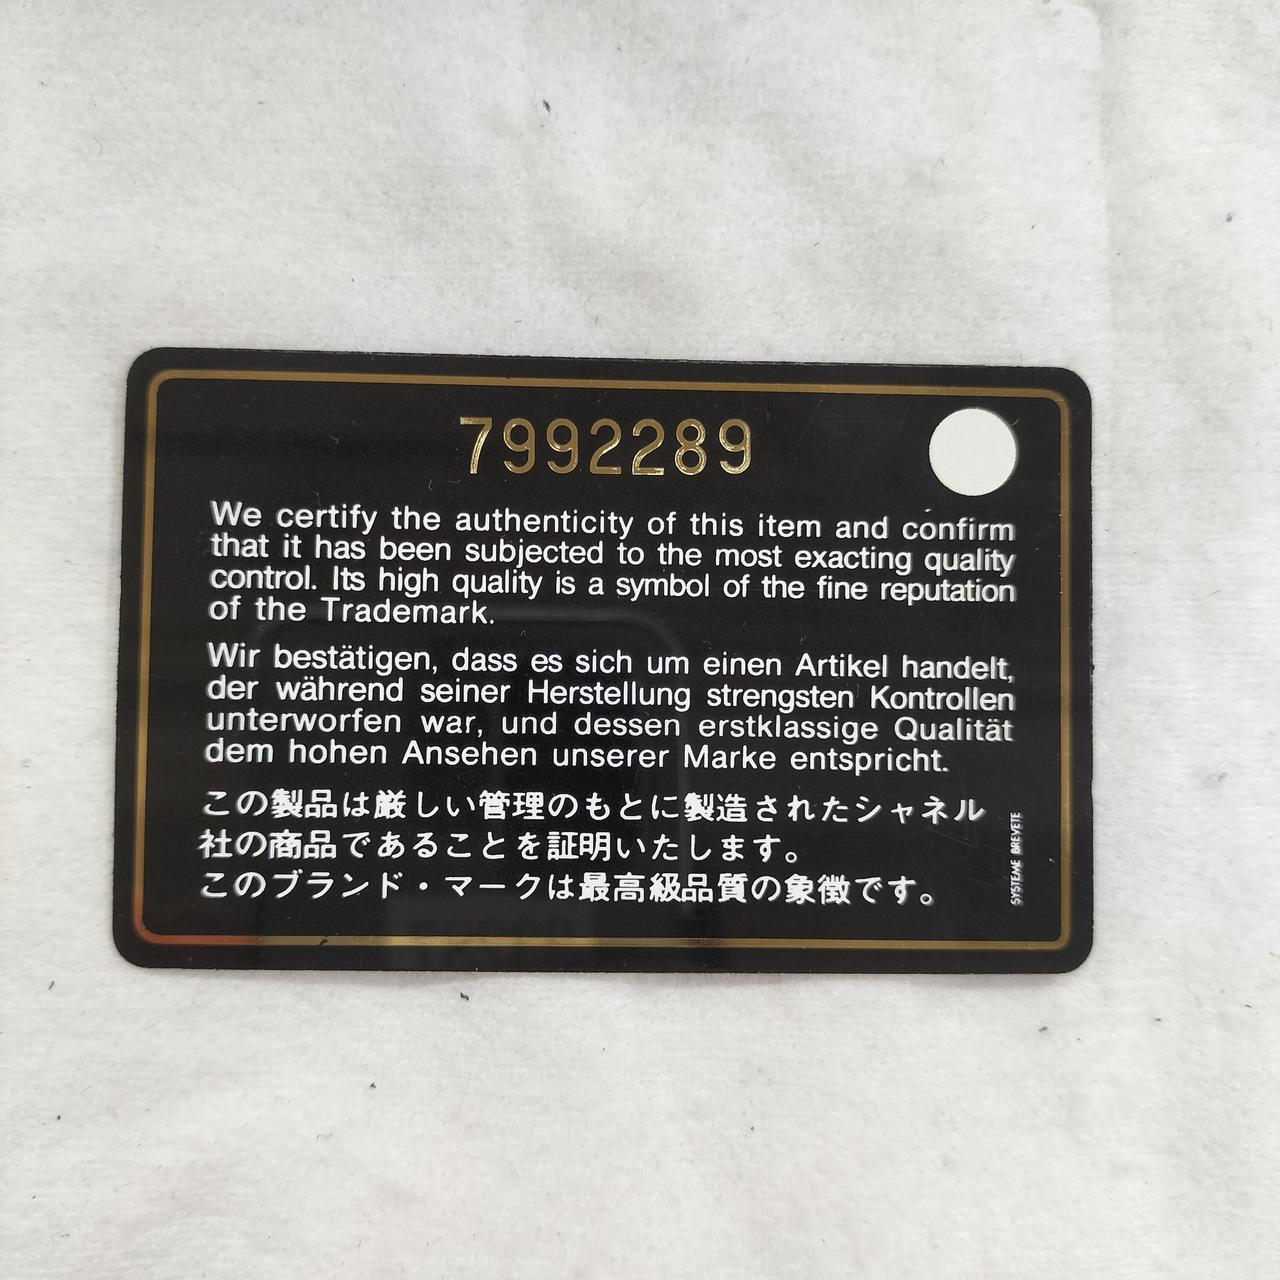 7992289
We certify the authenticity of this item and confirm
that it has been subjected to the most exacting quality
control. Its high quality is a symbol of the fine reputation
of the Trademark.
Wir bestätigen, dass es sich um einen Artikel handelt,
der während seiner Herstellung strengsten Kontrollen
unterworfen war, und dessen erstklassige Qualität
dem hohen Ansehen unserer Marke entspricht.
この製品は厳しい管理のもとに製造されたシャネル
社の商品であることを証明いたします。
このブランド・マークは最高級品質の象徴です。
SYSTEME BREVETE